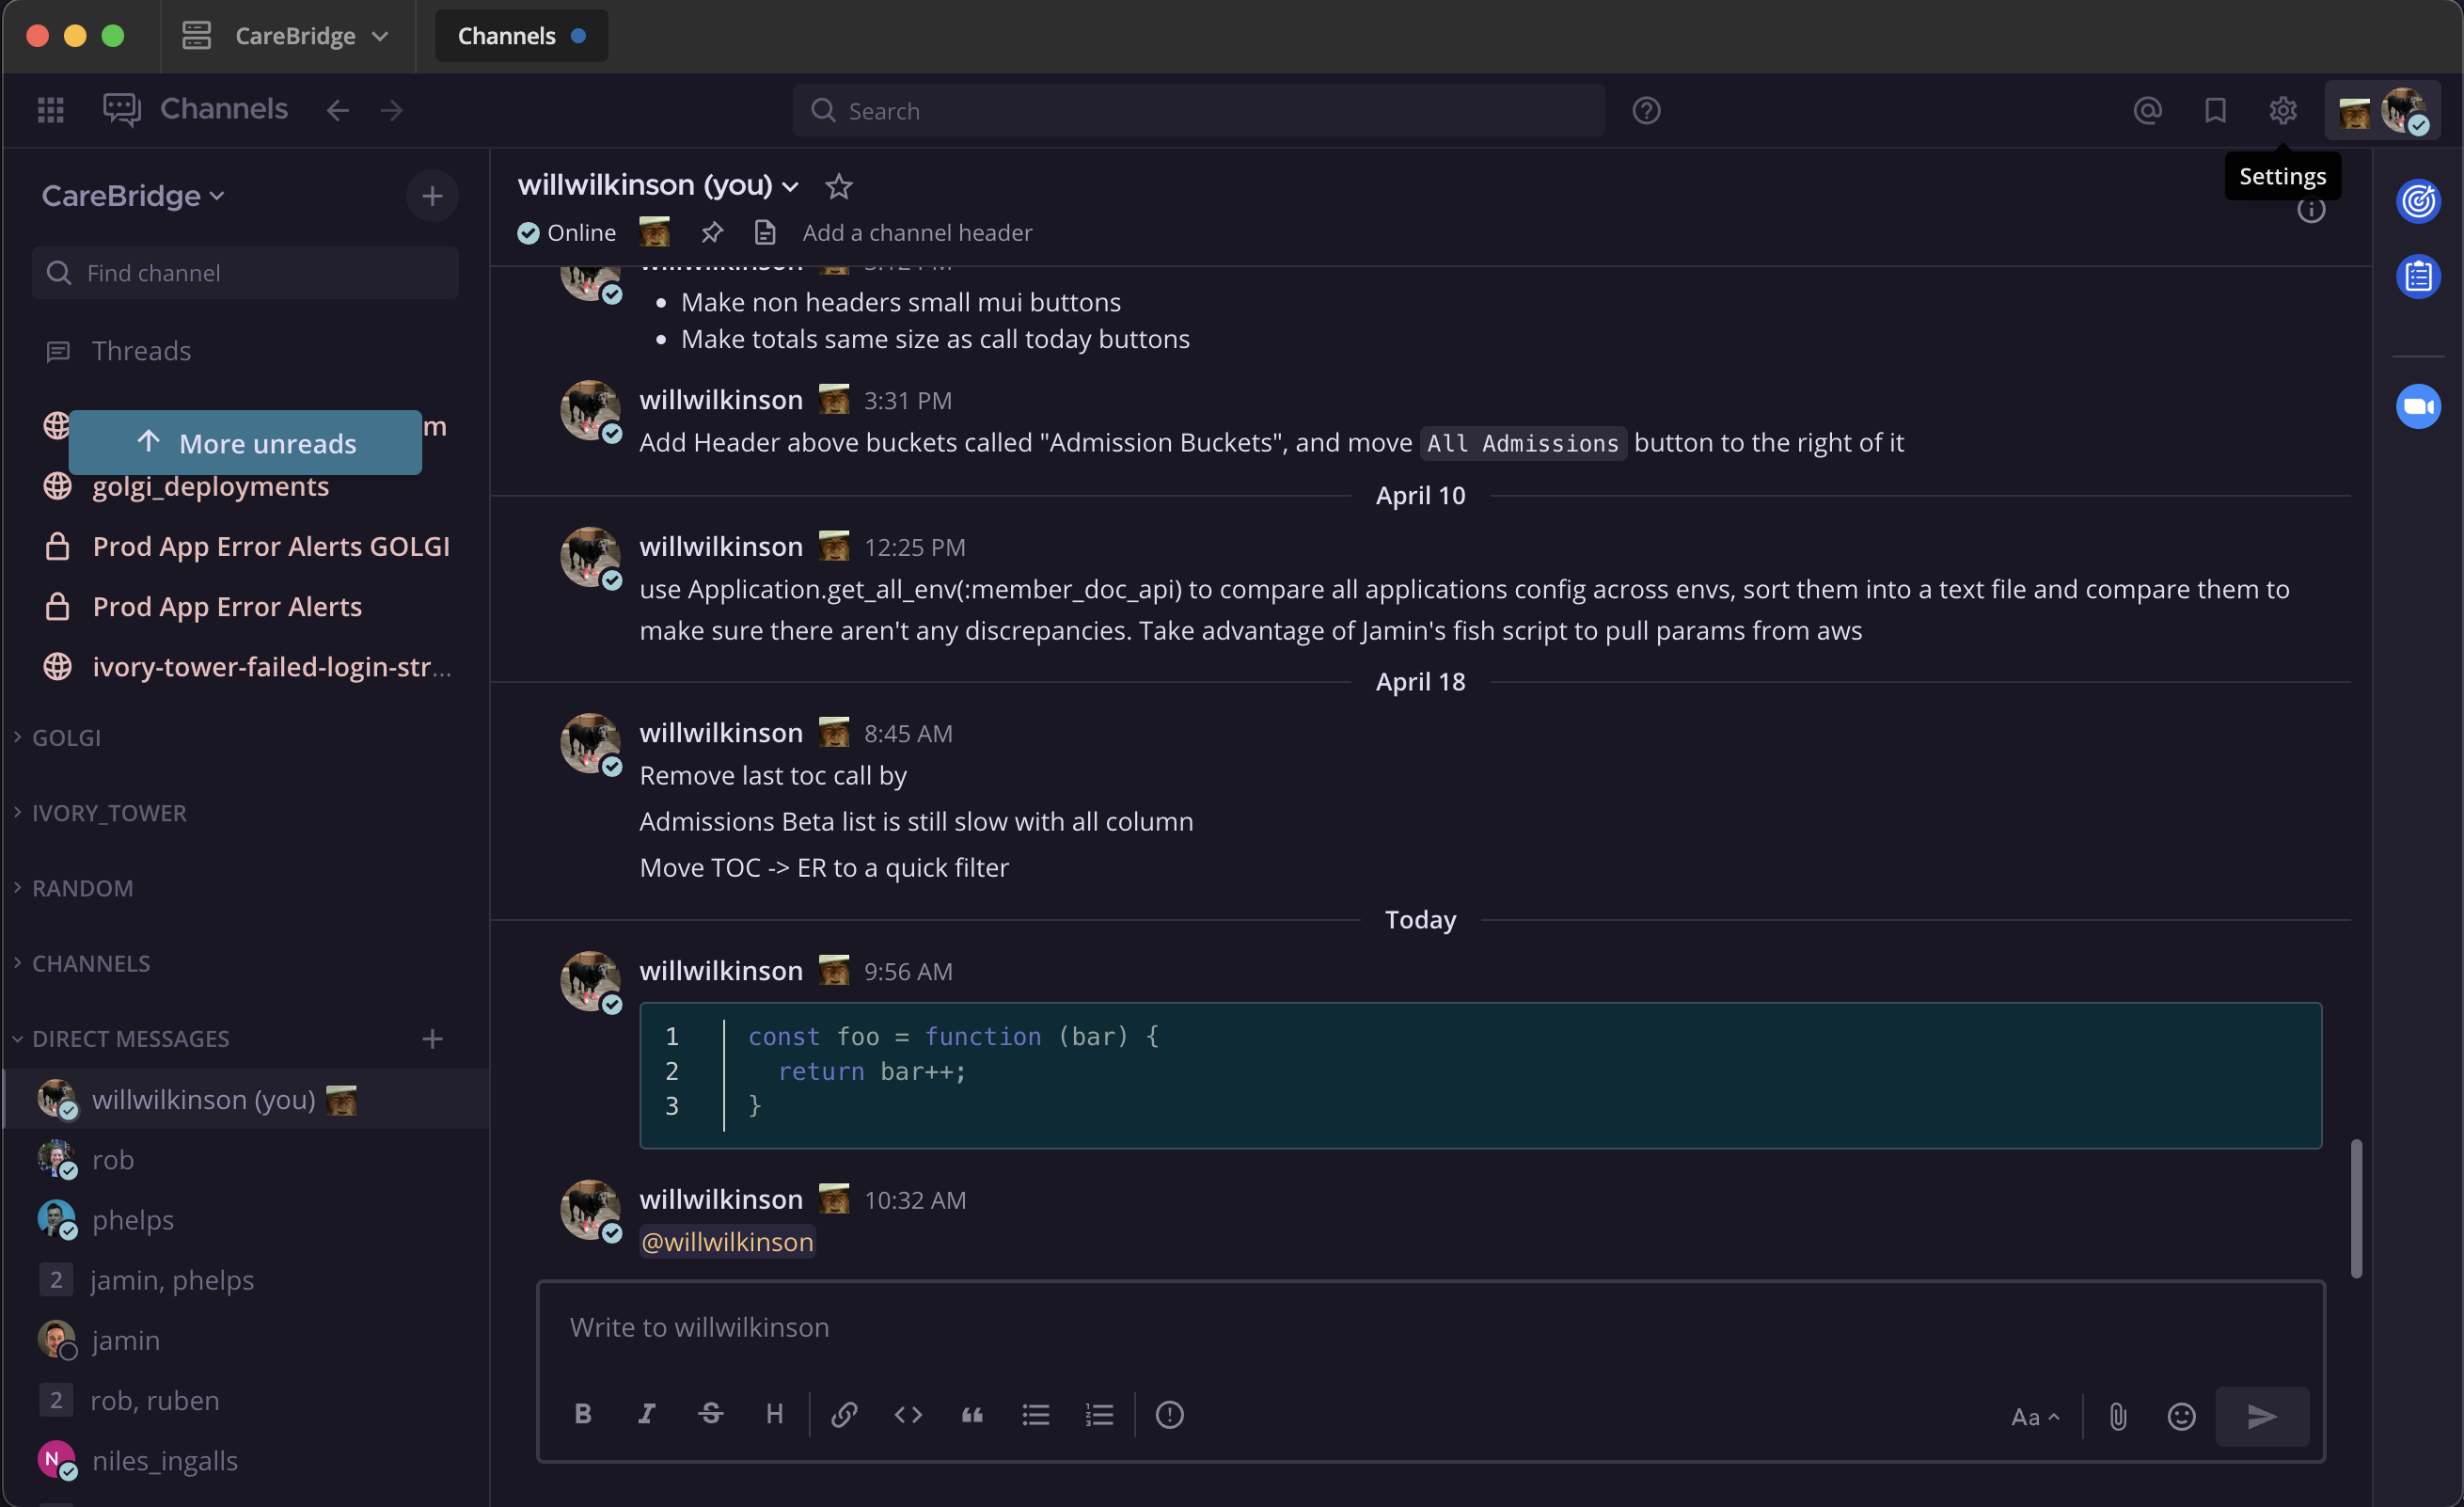 CareBridge
Channels
Channels
Search
Settings
CareBridge
Find channel
Threads
m
More unreads
golgi_deployments
Prod App Error Alerts GOLGI
Prod App Error Alerts
ivory-tower-failed-login-str...
GOLGI
IVORY_TOWER
RANDOM
CHANNELS
DIRECT MESSAGES
willwilkinson (you)
rob
phelps
2 jamin, phelps
jamin
2 rob, ruben
N niles_ingalls
willwilkinson (you)
Online Add a channel header
willwilkinson 3:12 PM
• Make non headers small mui buttons
• Make totals same size as call today buttons
willwilkinson 3:31 PM
Add Header above buckets called "Admission Buckets", and move All Admissions button to the right of it
April 10
willwilkinson 12:25 PM
use Application.get_all_env(:member_doc_api) to compare all applications config across envs, sort them into a text file and compare them to
make sure there aren't any discrepancies. Take advantage of Jamin's fish script to pull params from aws
April 18
willwilkinson 8:45 AM
Remove last toc call by
Admissions Beta list is still slow with all column
Move TOC -> ER to a quick filter
Today
willwilkinson 9:56 AM
1 const foo = function (bar) {
2 return bar++;
3 }
willwilkinson 10:32 AM
@willwilkinson
Write to willwilkinson
B I S H Aa